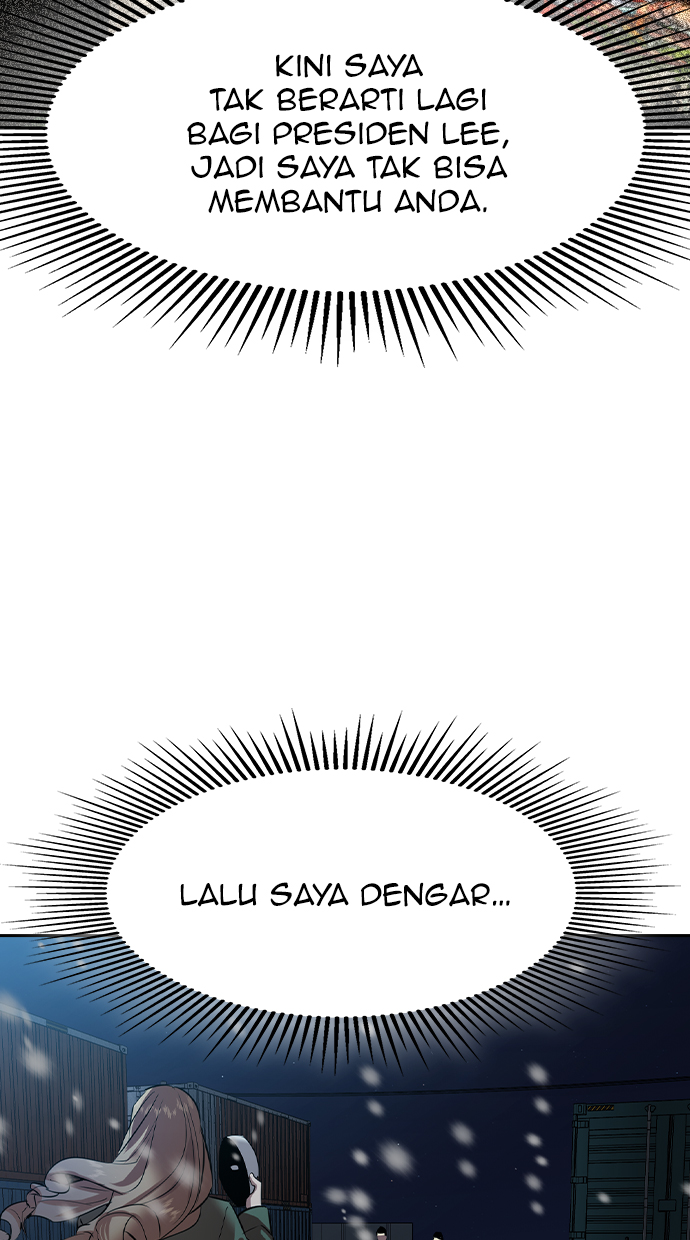 KINI SAYA
TAK BERARTI LAGI
BAGI PRESIDEN LEE,
JADI SAYA TAK BISA
MEMBANTU ANDA.
LALU SAYA DENGAR...